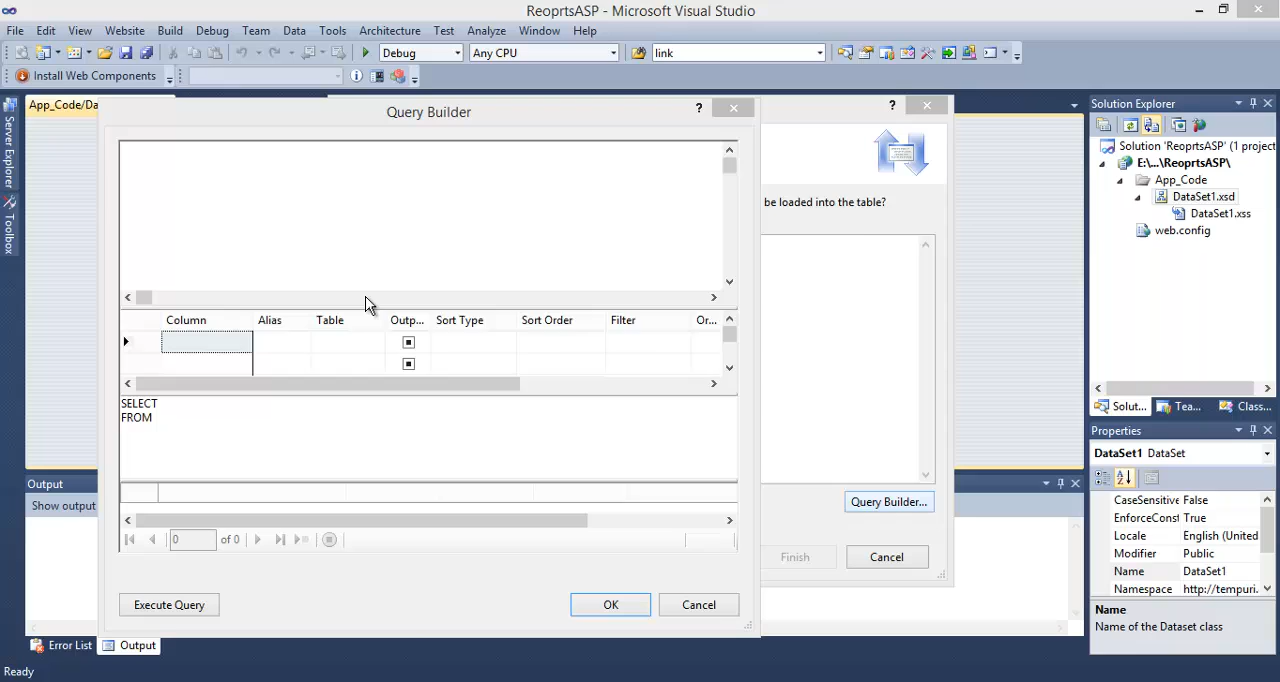 ReoprtsASP - Microsoft Visual Studio
File Edit View Website Build Debug Team Data Tools Architecture Test Analyze Window Help
Debug Any CPU link
Install Web Components
App_Code/Da
Query Builder
?
?
Server Explorer
Toolbox
be loaded into the table?
Column Alias Table Outp... Sort Type Sort Order Filter Or...
SELECT
FROM
0 of 0
Execute Query OK Cancel
Query Builder...
Finish Cancel
Output
Show output
Error List Output
Ready
Solution Explorer
Solution 'ReoprtsASP' (1 project
E:\...\ReoprtsASP\
App_Code
DataSet1.xsd
DataSet1.xss
web.config
Solut... Tea... Class...
Properties
DataSet1 DataSet
CaseSensitive False
EnforceConst True
Locale English (United
Modifier Public
Name DataSet1
Namespace http://tempuri.
Name
Name of the Dataset class